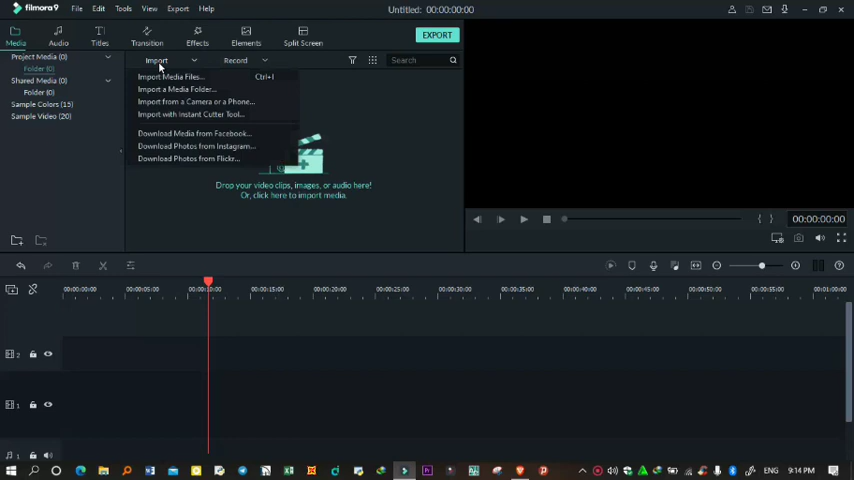 filmora9 File Edit Tools View Export Help Untitled: 00:00:00:00
Media Audio Titles Transition Effects Elements Split Screen EXPORT
Project Media (0)
Folder (0)
Shared Media (0)
Folder (0)
Sample Colors (15)
Sample Video (20)
Import Record Search
Import Media Files... Ctrl+I
Import a Media Folder...
Import from a Camera or a Phone...
Import with Instant Cutter Tool...
Download Media from Facebook...
Download Photos from Instagram...
Download Photos from Flickr...
Drop your video clips, images, or audio here!
Or, click here to import media.
{ } 00:00:00:00
00:00:00:00 00:00:05:00 00:00:10:00 00:00:15:00 00:00:20:00 00:00:25:00 00:00:30:00 00:00:35:00 00:00:40:00 00:00:45:00 00:00:50:00 00:00:55:00 00:01:00:00
2
1
1
ENG 9:14 PM